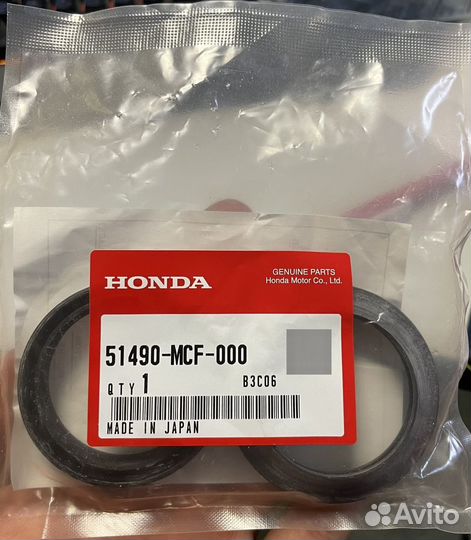 HONDA
GENUINE PARTS
Honda Motor Co., Ltd.
51490-MCF-000
QTY 1
B3C06
MADE IN JAPAN
Avito